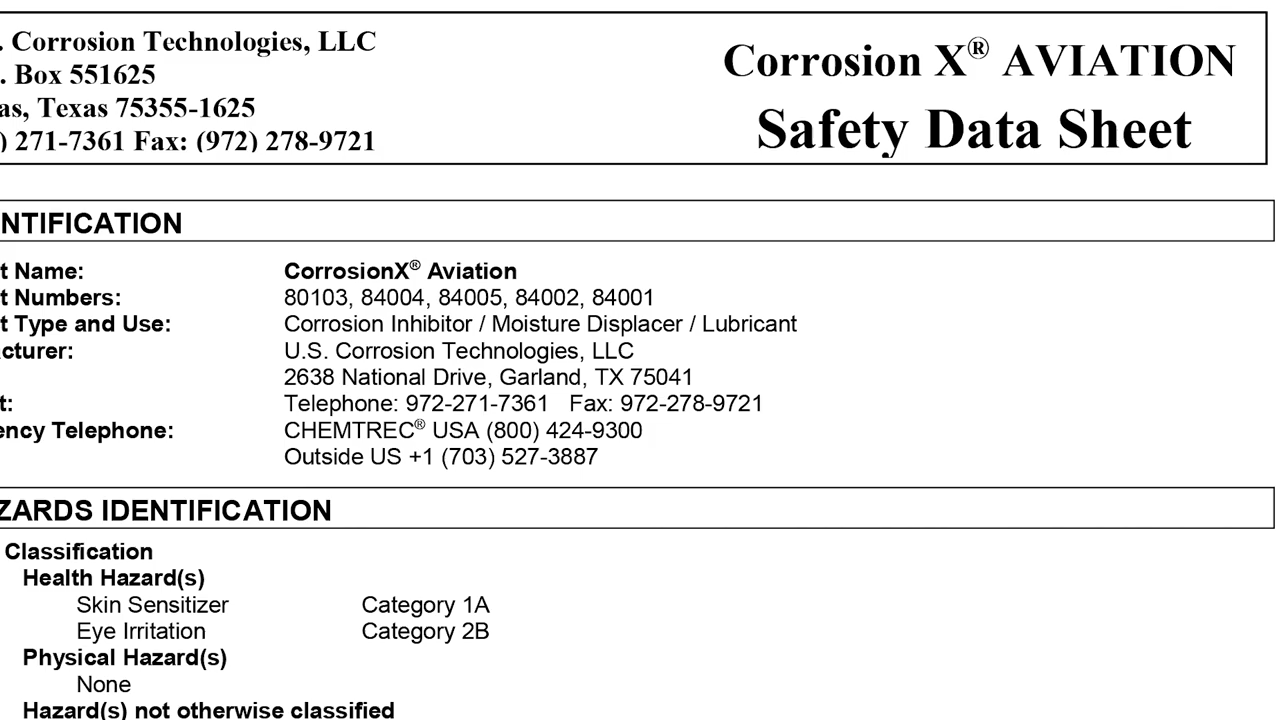 . Corrosion Technologies, LLC
. Box 551625
as, Texas 75355-1625
) 271-7361 Fax: (972) 278-9721
Corrosion X® AVIATION
Safety Data Sheet
NTIFICATION
t Name: CorrosionX® Aviation
t Numbers: 80103, 84004, 84005, 84002, 84001
t Type and Use: Corrosion Inhibitor / Moisture Displacer / Lubricant
acturer: U.S. Corrosion Technologies, LLC
2638 National Drive, Garland, TX 75041
t: Telephone: 972-271-7361 Fax: 972-278-9721
ency Telephone: CHEMTREC® USA (800) 424-9300
Outside US +1 (703) 527-3887
ZARDS IDENTIFICATION
Classification
Health Hazard(s)
Skin Sensitizer Category 1A
Eye Irritation Category 2B
Physical Hazard(s)
None
Hazard(s) not otherwise classified